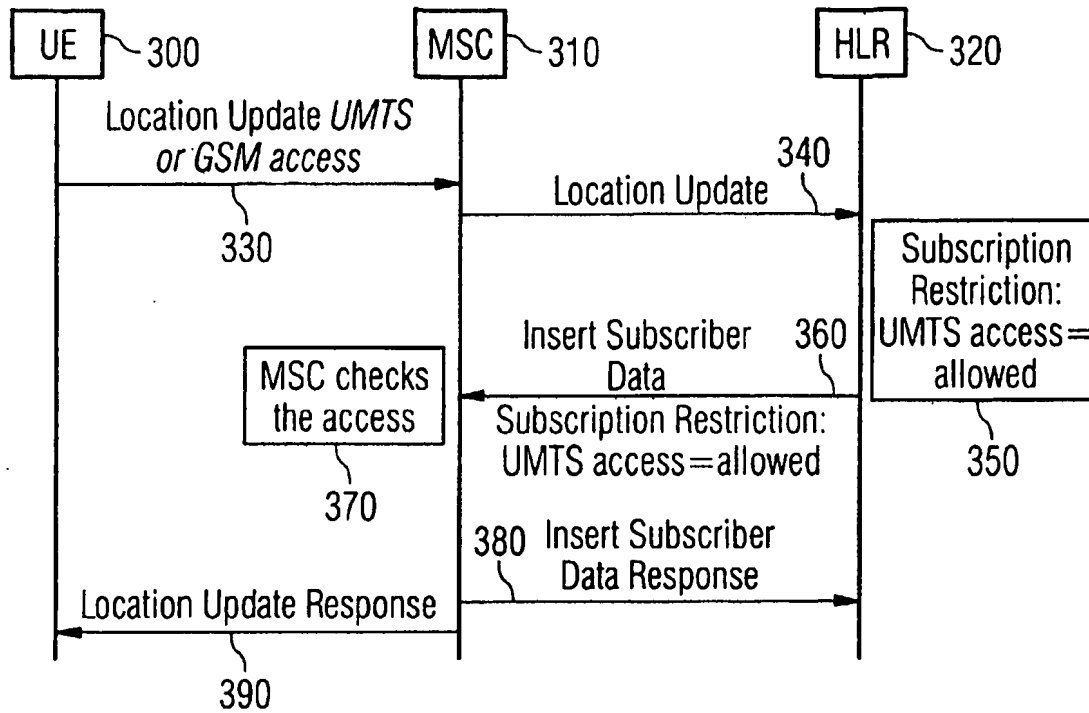 UE
300
MSC
310
HLR
320
Location Update UMTS
or GSM access
330
340
Location Update
Subscription
Restriction:
UMTS access=
allowed
350
Insert Subscriber
Data
360
MSC checks
the access
370
Subscription Restriction:
UMTS access=allowed
380
Insert Subscriber
Data Response
Location Update Response
390